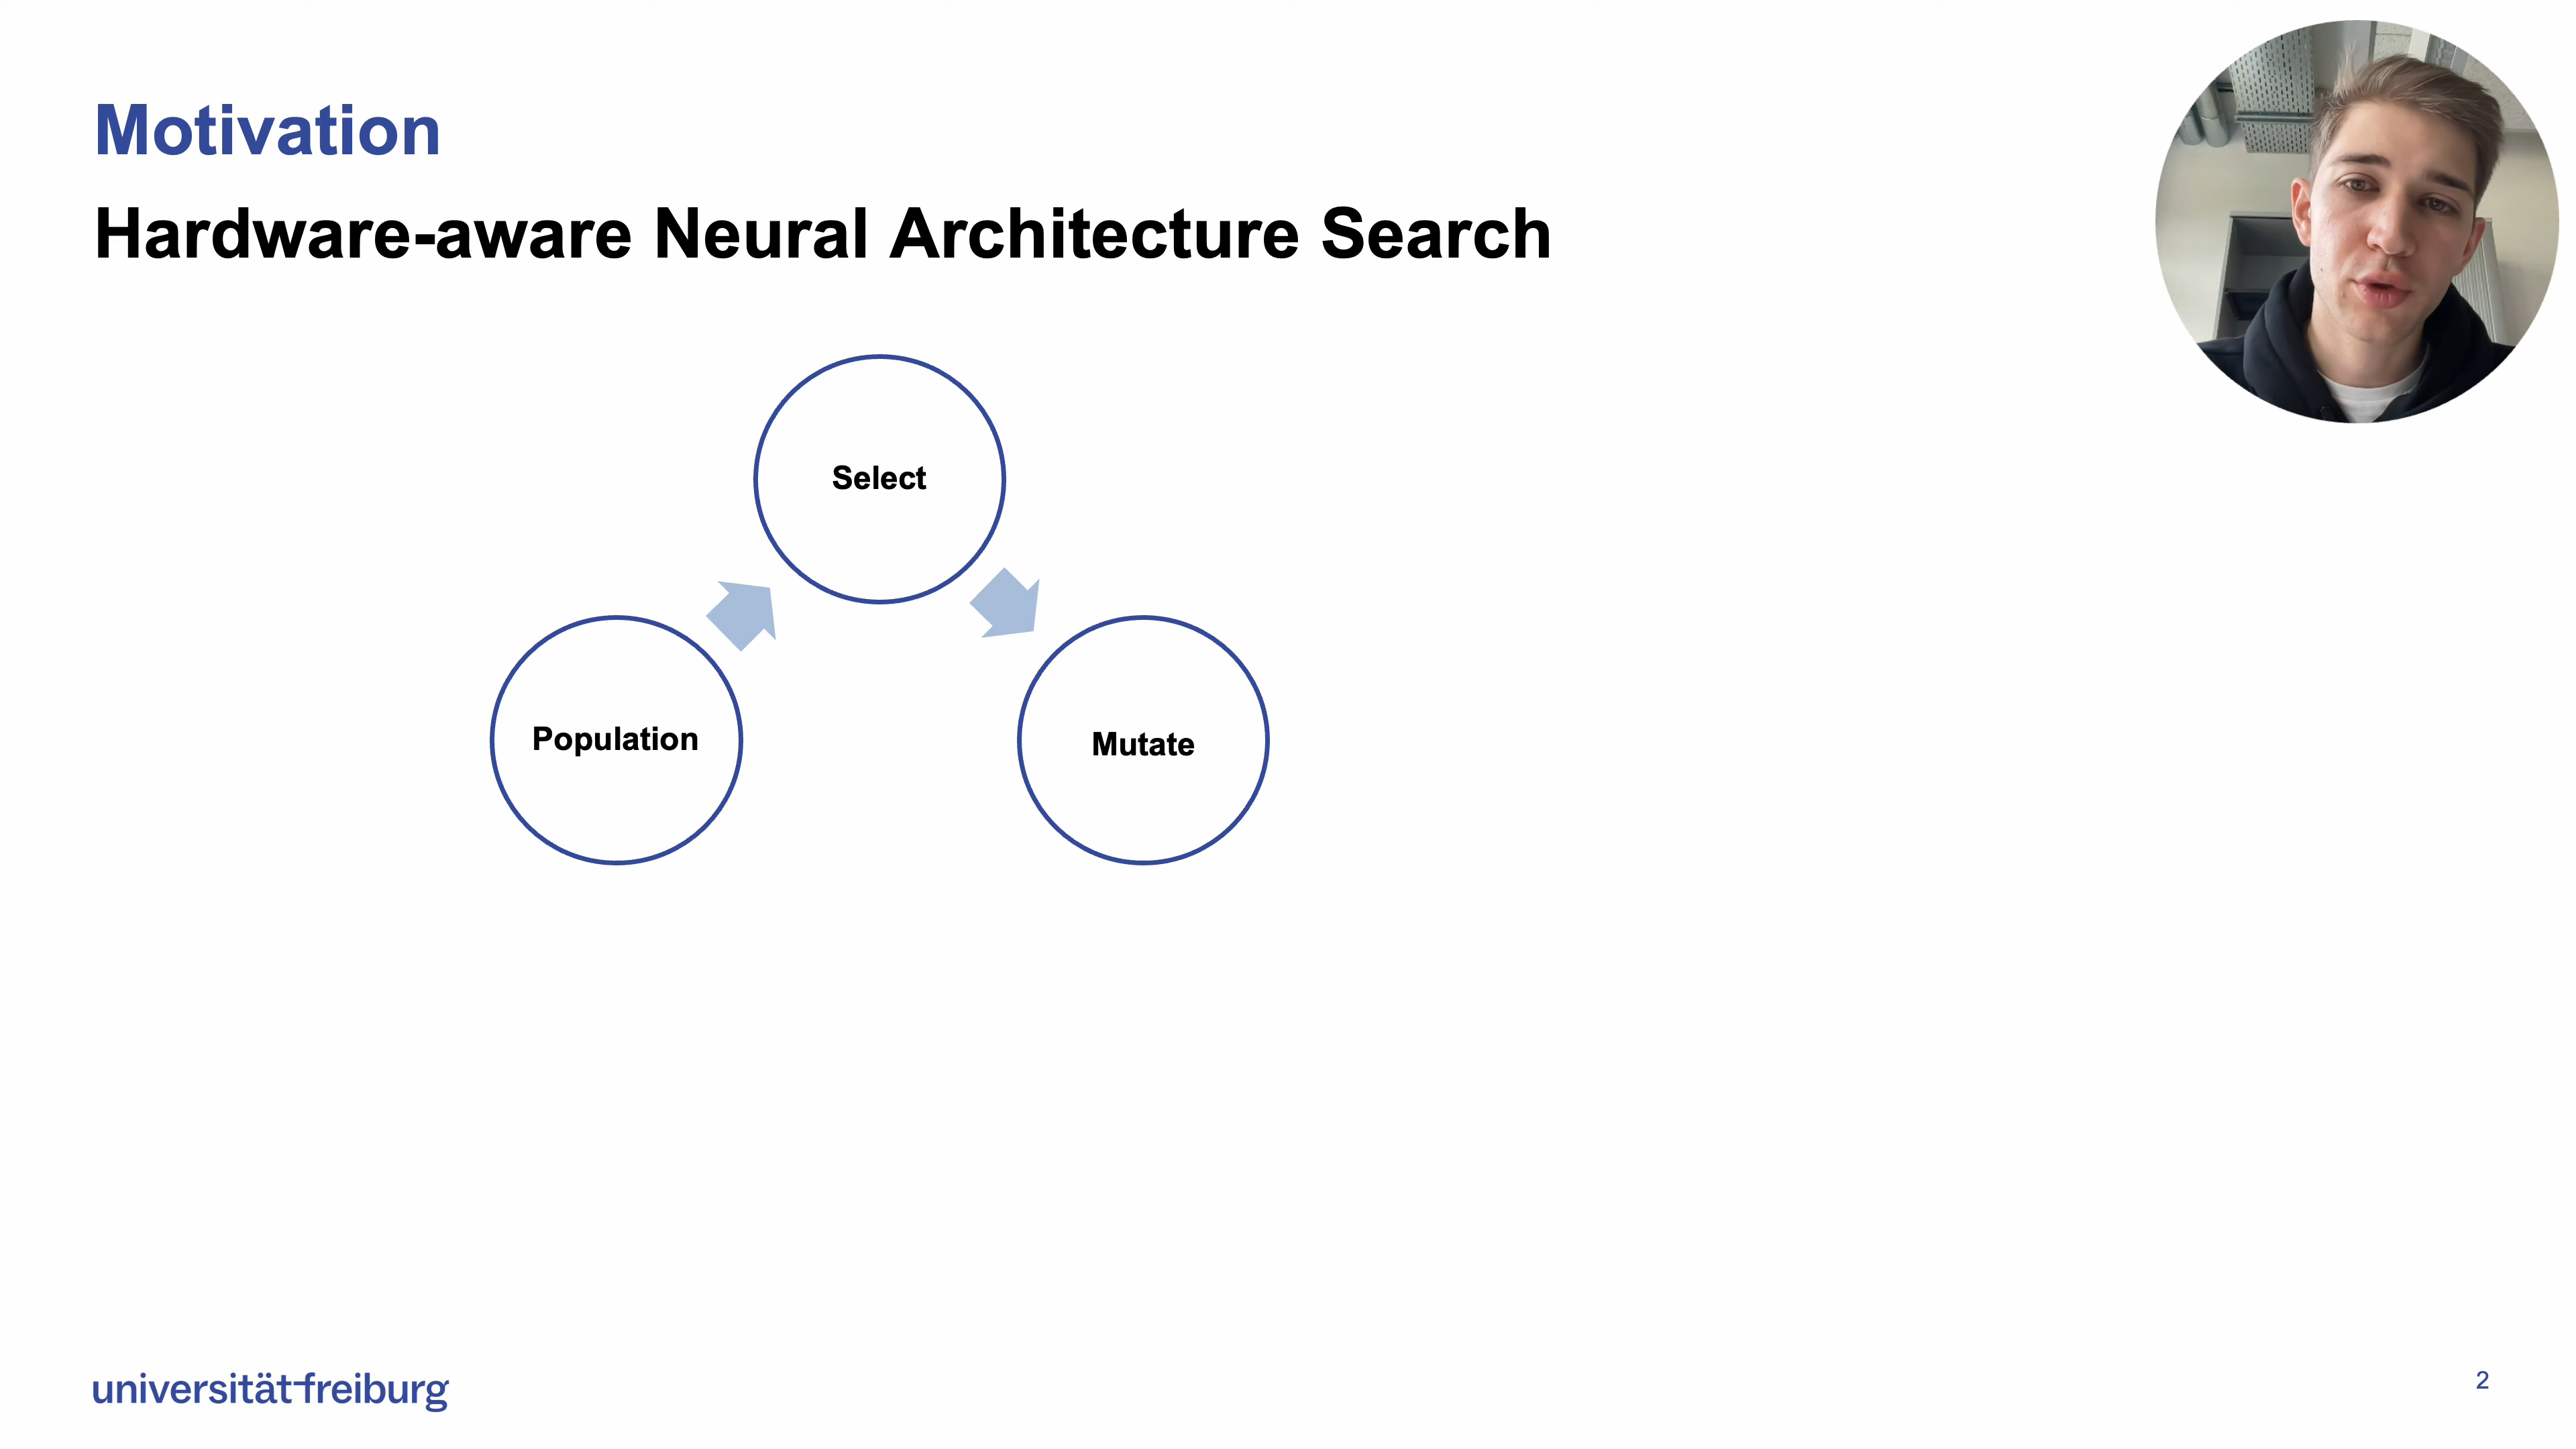 Motivation
Hardware-aware Neural Architecture Search
Select
Population
Mutate
universität freiburg
2